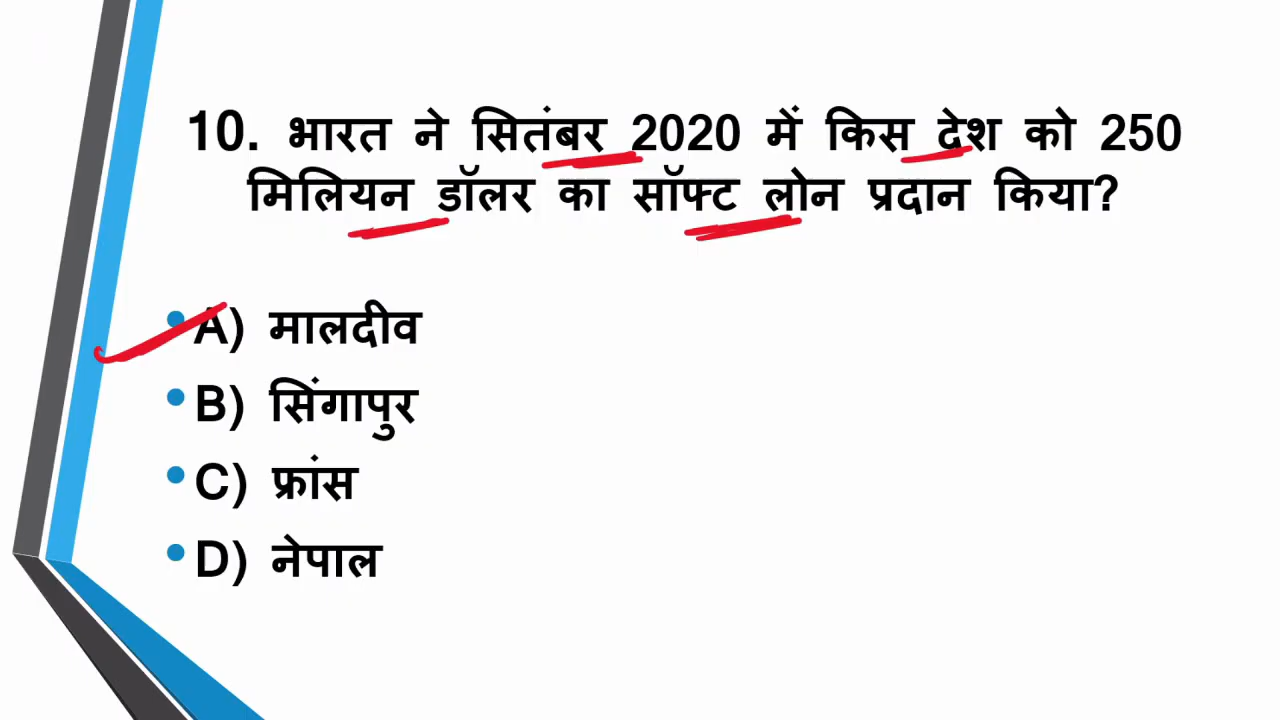 10. भारत ने सितंबर 2020 में किस देश को 250
मिलियन डॉलर का सॉफ्ट लोन प्रदान किया?
A) मालदीव
B) सिंगापुर
C) फ्रांस
D) नेपाल